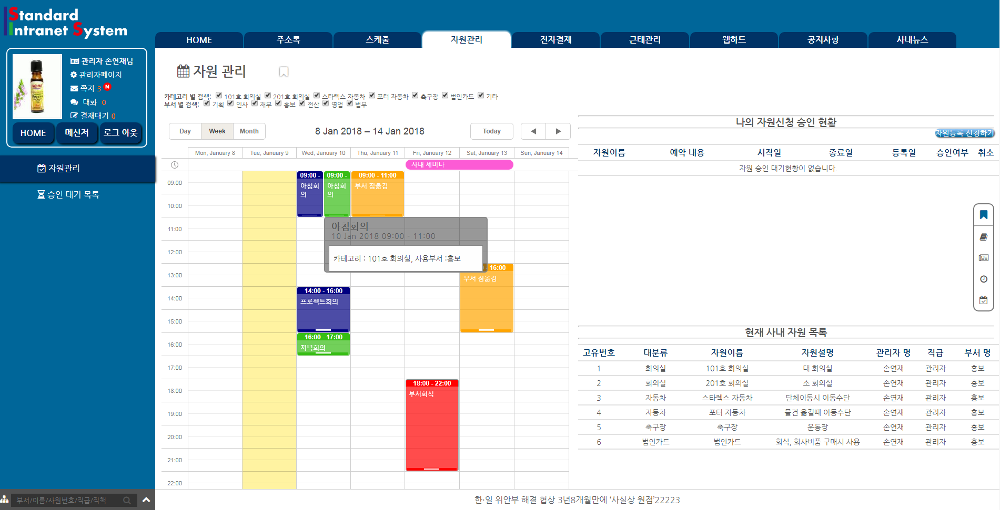 Standard
Intranet System
HOME 주소록 스케줄 자원관리 전자결재 근태관리 웹하드 공지사항 사내뉴스
관리자 손연재님
관리자페이지
쪽지 3 N
대화 0
결재대기 0
HOME 메신저 로그 아웃
자원관리
승인 대기 목록
부서/이름/사원번호/직급/직책
자원 관리
카테고리 별 검색: 101호 회의실 201호 회의실 스타렉스 자동차 포터 자동차 축구장 법인카드 기타
부서 별 검색: 기획 인사 재무 홍보 전산 영업 법무
Day Week Month 8 Jan 2018 – 14 Jan 2018 Today
Mon, January 8 Tue, January 9 Wed, January 10 Thu, January 11 Fri, January 12 Sat, January 13 Sun, January 14
사내 세미나
09:00 - 09:00 - 09:00 - 11:00
09:00 아침회의 아침회의 부서 짐옮김
10:00
11:00
아침회의
10 Jan 2018 09:00 - 11:00
카테고리 : 101호 회의실, 사용부서 :홍보
12:00
16:00
13:00 부서 짐옮김
14:00 - 16:00
14:00 프로젝트회의
15:00
16:00 - 17:00
16:00 저녁회의
17:00
18:00 - 22:00
18:00 부서회식
19:00
20:00
21:00
22:00
나의 자원신청 승인 현황
자원등록 신청하기
자원이름 예약 내용 시작일 종료일 등록일 승인여부 취소
자원 승인 대기현황이 없습니다.
현재 사내 자원 목록
고유번호 대분류 자원이름 자원설명 관리자 명 직급 부서 명
1 회의실 101호 회의실 대 회의실 손연재 관리자 홍보
2 회의실 201호 회의실 소 회의실 손연재 관리자 홍보
3 자동차 스타렉스 자동차 단체이동시 이동수단 손연재 관리자 홍보
4 자동차 포터 자동차 물건 옮길때 이동수단 손연재 관리자 홍보
5 축구장 축구장 운동장 손연재 관리자 홍보
6 법인카드 법인카드 회식, 회사비품 구매시 사용 손연재 관리자 홍보
한·일 위안부 해결 협상 3년8개월만에 ‘사실상 원점’22223